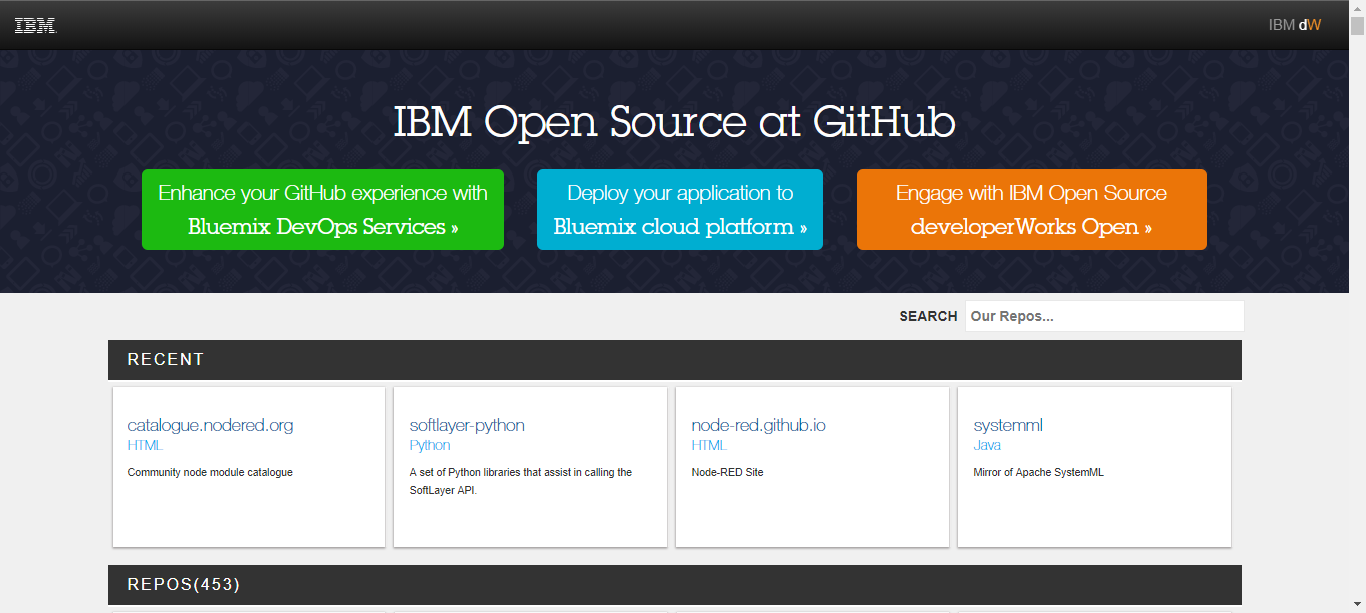 IBM
IBM dW
IBM Open Source at GitHub
Enhance your GitHub experience with
Bluemix DevOps Services »
Deploy your application to
Bluemix cloud platform »
Engage with IBM Open Source
developerWorks Open »
SEARCH Our Repos...
RECENT
catalogue.nodered.org
HTML
Community node module catalogue
softlayer-python
Python
A set of Python libraries that assist in calling the
SoftLayer API.
node-red.github.io
HTML
Node-RED Site
systemml
Java
Mirror of Apache SystemML
REPOS(453)